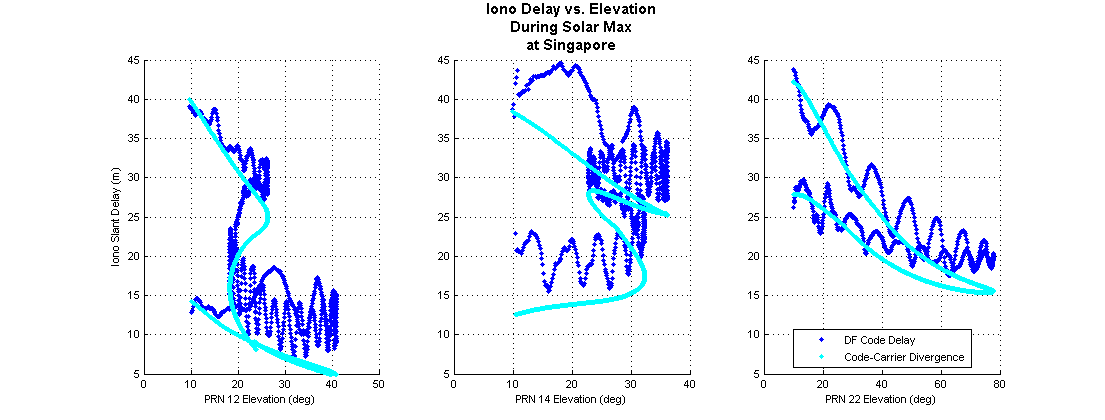 Iono Delay vs. Elevation
During Solar Max
at Singapore
Iono Slant Delay (m)
45
40
35
30
25
20
15
10
5
0 10 20 30 40 50
PRN 12 Elevation (deg)
45
40
35
30
25
20
15
10
5
0 10 20 30 40
PRN 14 Elevation (deg)
45
40
35
30
25
20
15
10
5
0 20 40 60 80
PRN 22 Elevation (deg)
DF Code Delay
Code-Carrier Divergence